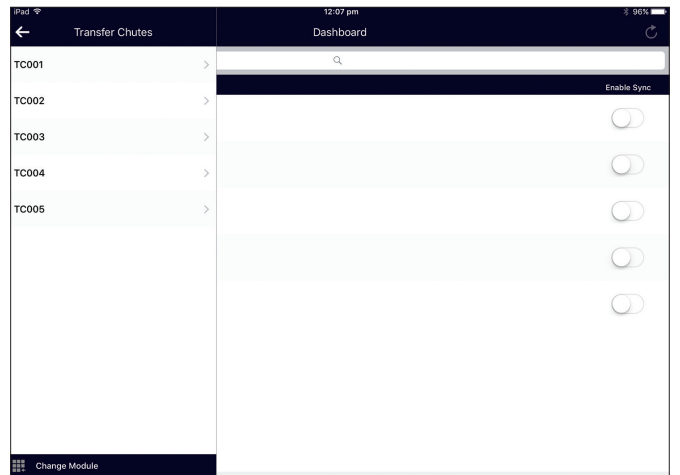 iPad 12:07 pm 96%
Transfer Chutes Dashboard
TC001
Enable Sync
TC002
TC003
TC004
TC005
Change Module